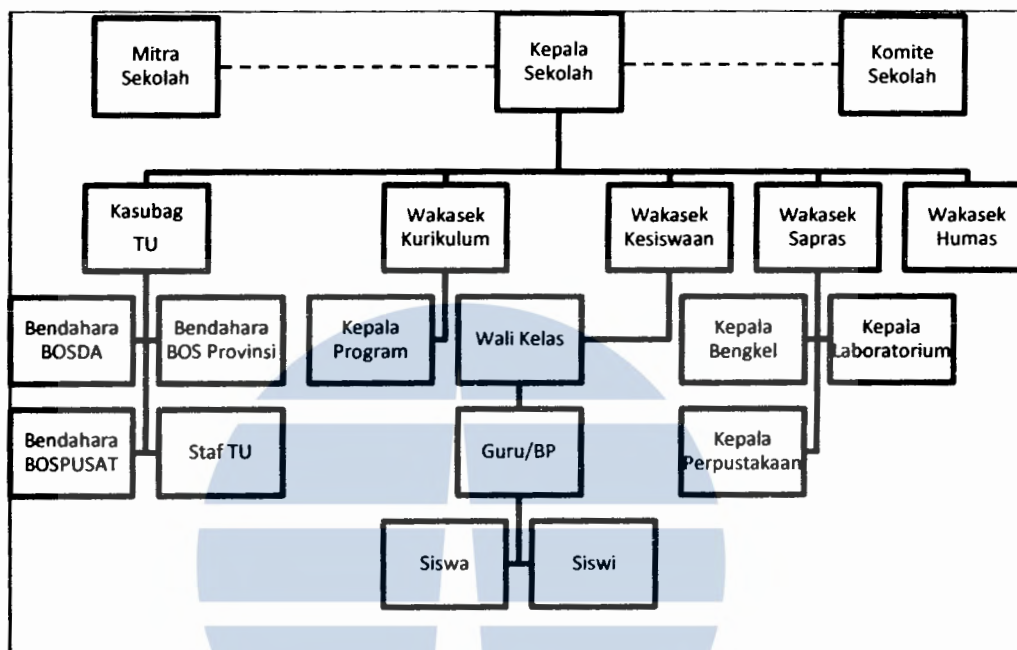 Mitra
Sekolah
Kepala
Sekolah
Komite
Sekolah
Kasubag
TU
Wakasek
Kurikulum
Wakasek
Kesiswaan
Wakasek
Sapras
Wakasek
Humas
Bendahara
BOSDA
Bendahara
BOS Provinsi
Kepala
Program
Wali Kelas
Kepala
Bengkel
Kepala
Laboratorium
Bendahara
BOSPUSAT
Staf TU
Guru/BP
Kepala
Perpustakaan
Siswa
Siswi